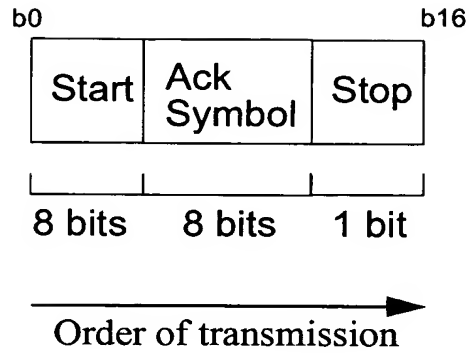 b0 b16
Start Ack Symbol Stop
8 bits 8 bits 1 bit
Order of transmission